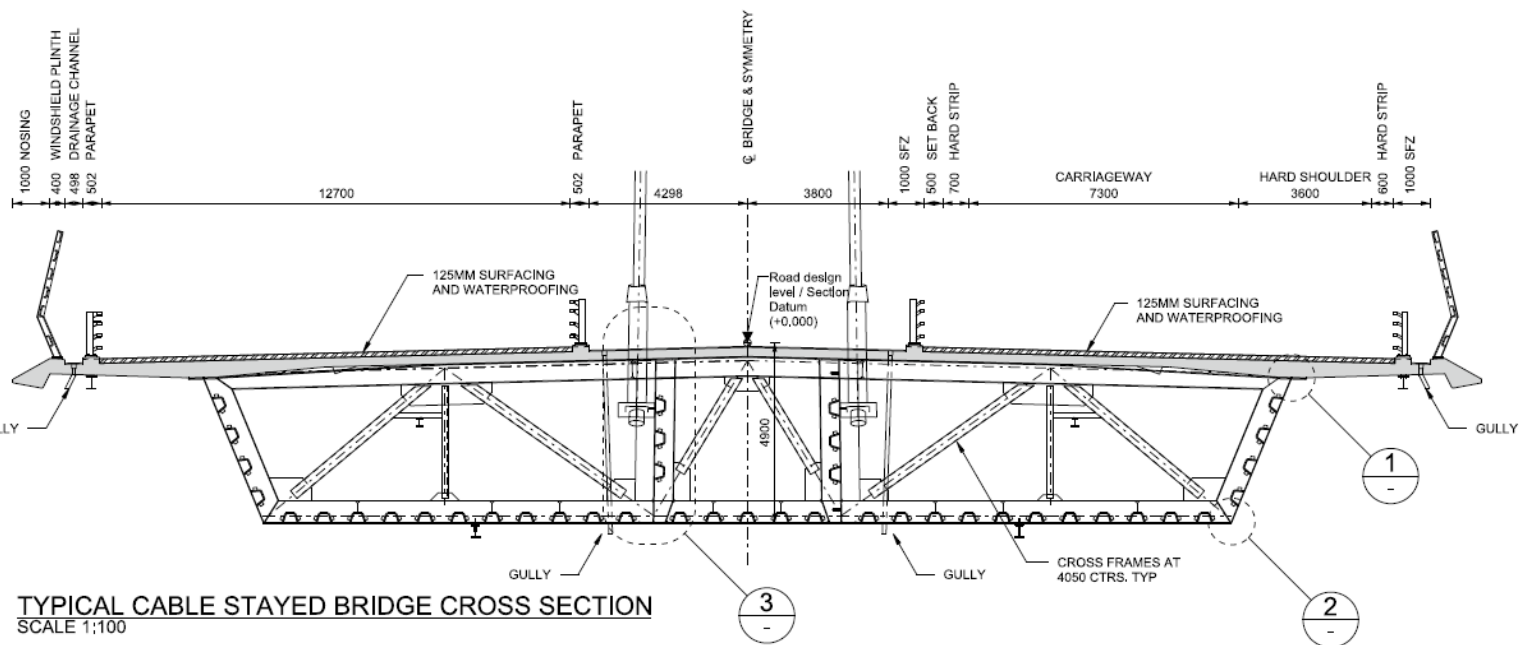 1000 NOSING
400 WINDSHIELD PLINTH
498 DRAINAGE CHANNEL
502 PARAPET
12700
502 PARAPET
4298
℄ BRIDGE & SYMMETRY
3800
1000 SFZ
500 SET BACK
700 HARD STRIP
CARRIAGEWAY
7300
HARD SHOULDER
3600
600 HARD STRIP
1000 SFZ
125MM SURFACING
AND WATERPROOFING
Road design
level / Section
Datum
(+0,000)
125MM SURFACING
AND WATERPROOFING
4900
LLY
GULLY
1
-
GULLY
GULLY
CROSS FRAMES AT
4050 CTRS. TYP
3
-
2
-
TYPICAL CABLE STAYED BRIDGE CROSS SECTION
SCALE 1:100